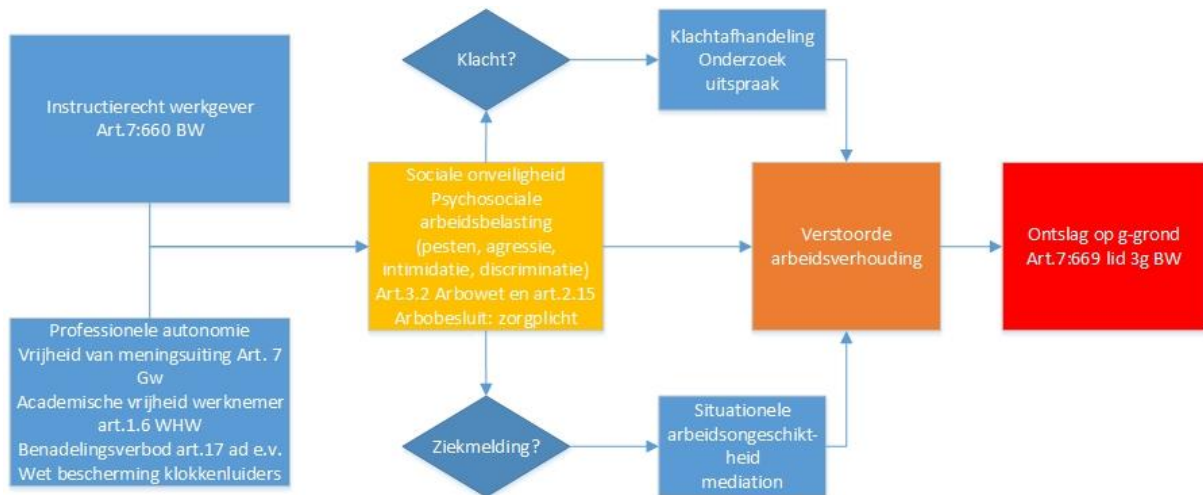 Instructierecht werkgever
Art.7:660 BW
Professionele autonomie
Vrijheid van meningsuiting Art. 7
Gw
Academische vrijheid werknemer
art.1.6 WHW
Benadelingsverbod art.17 ad e.v.
Wet bescherming klokkenluiders
Klacht?
Klachtafhandeling
Onderzoek
uitspraak
Sociale onveiligheid
Psychosociale
arbeidsbelasting
(pesten, agressie,
intimidatie, discriminatie)
Art.3.2 Arbowet en art.2.15
Arbobesluit: zorgplicht
Verstoorde
arbeidsverhouding
Ontslag op g-grond
Art.7:669 lid 3g BW
Ziekmelding?
Situationele
arbeidsongeschikt-
heid
mediation